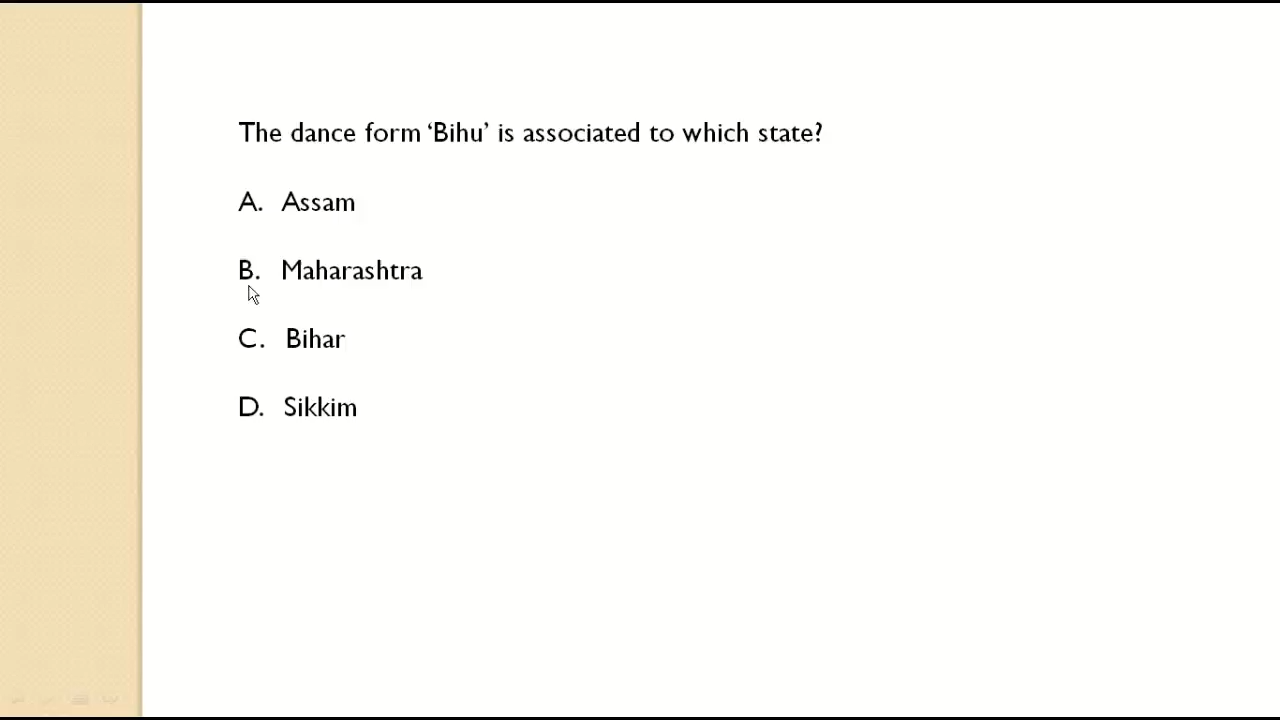 The dance form ‘Bihu’ is associated to which state?
A. Assam
B. Maharashtra
C. Bihar
D. Sikkim